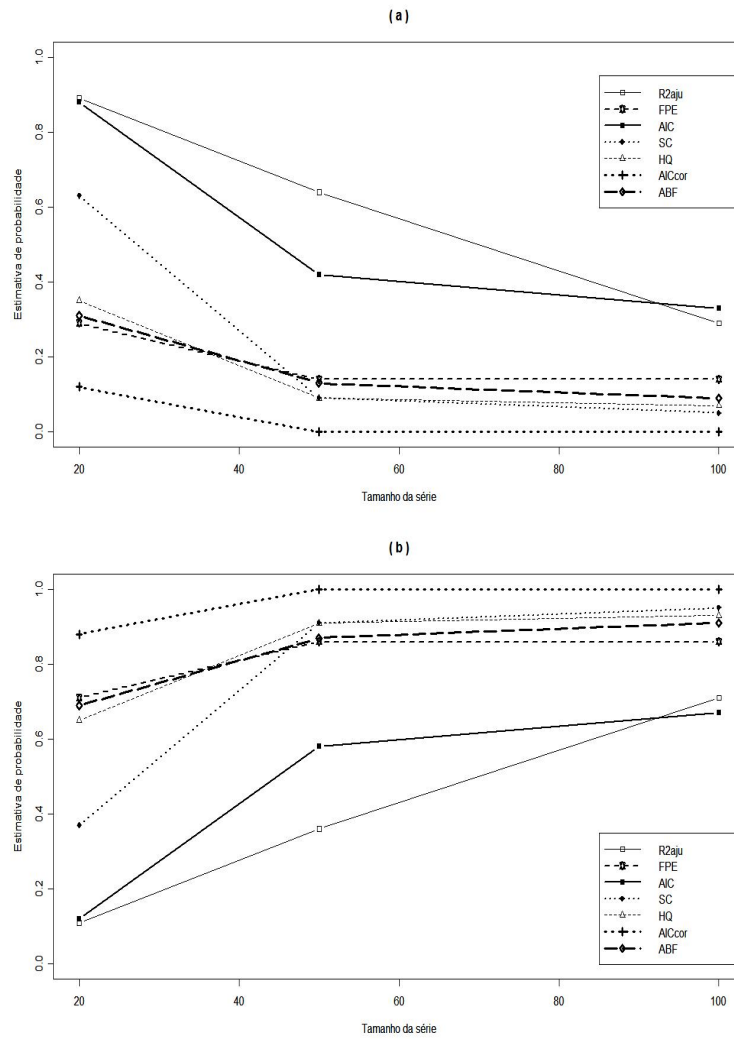 ( a )
Estimativa de probabilidade
0.0
0.2
0.4
0.6
0.8
1.0
R2aju
FPE
AIC
SC
HQ
AICcor
ABF
20
40
60
80
100
Tamanho da série
( b )
Estimativa de probabilidade
0.0
0.2
0.4
0.6
0.8
1.0
R2aju
FPE
AIC
SC
HQ
AICcor
ABF
20
40
60
80
100
Tamanho da série